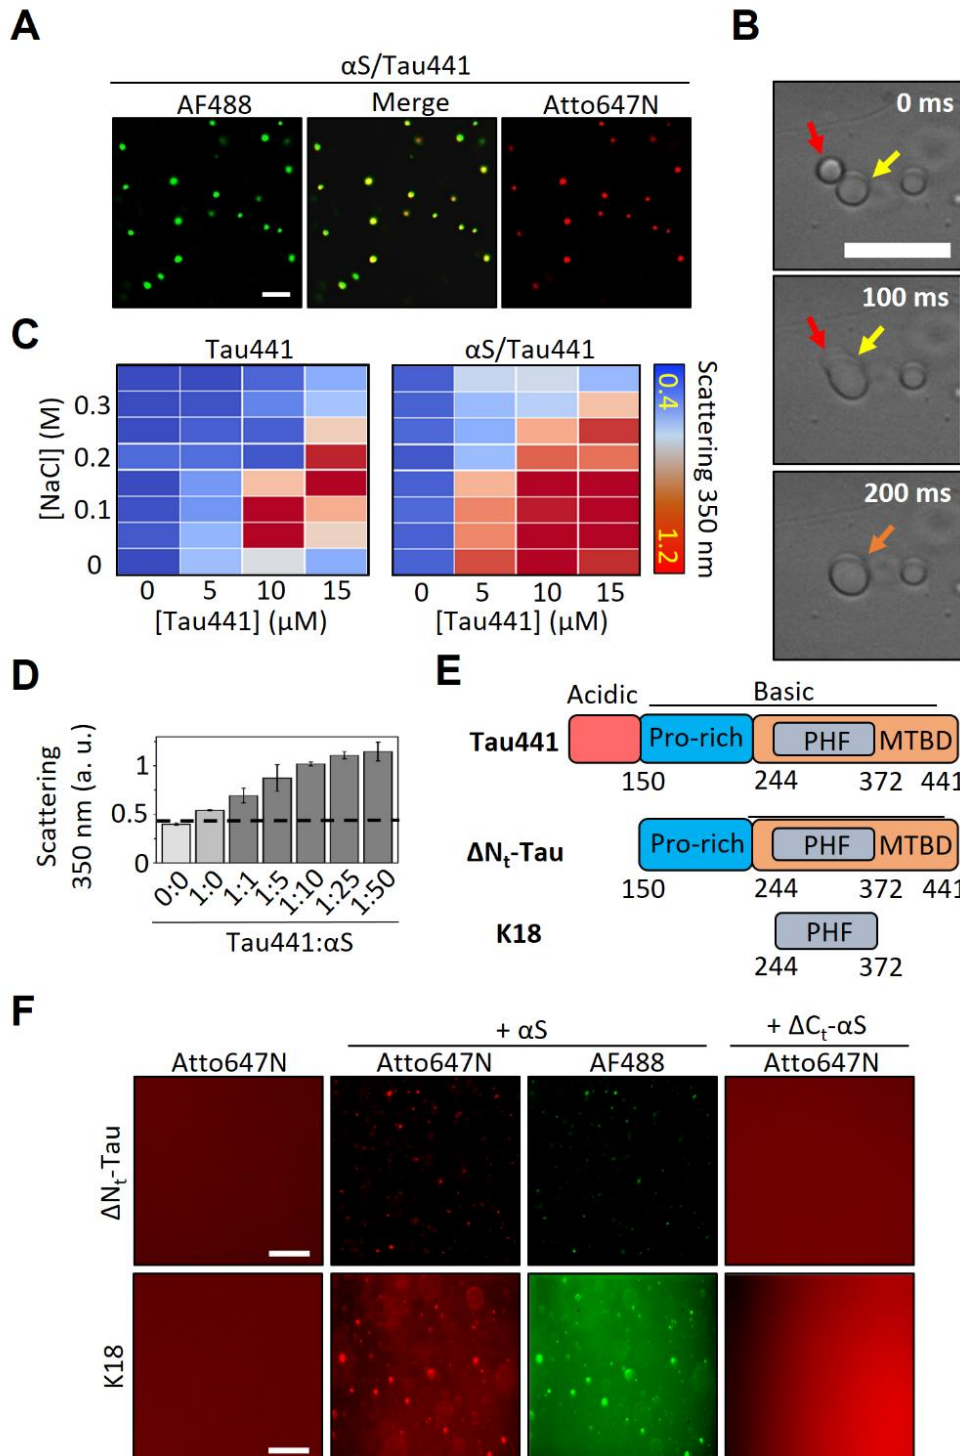 A
αS/Tau441
AF488 Merge Atto647N
B
0 ms
100 ms
200 ms
C
Tau441 αS/Tau441
[NaCl] (M)
0.3
0.2
0.1
0
0 5 10 15
[Tau441] (μM)
0 5 10 15
[Tau441] (μM)
0.4
1.2
Scattering 350 nm
D
Scattering
350 nm (a. u.)
1
0.5
0
0:0 1:0 1:1 1:5 1:10 1:25 1:50
Tau441:αS
E
Acidic Basic
Tau441 Pro-rich PHF MTBD
150 244 372 441
ΔNt-Tau Pro-rich PHF MTBD
150 244 372 441
K18 PHF
244 372
F
+ αS + ΔCt-αS
Atto647N Atto647N AF488 Atto647N
ΔNt-Tau
K18